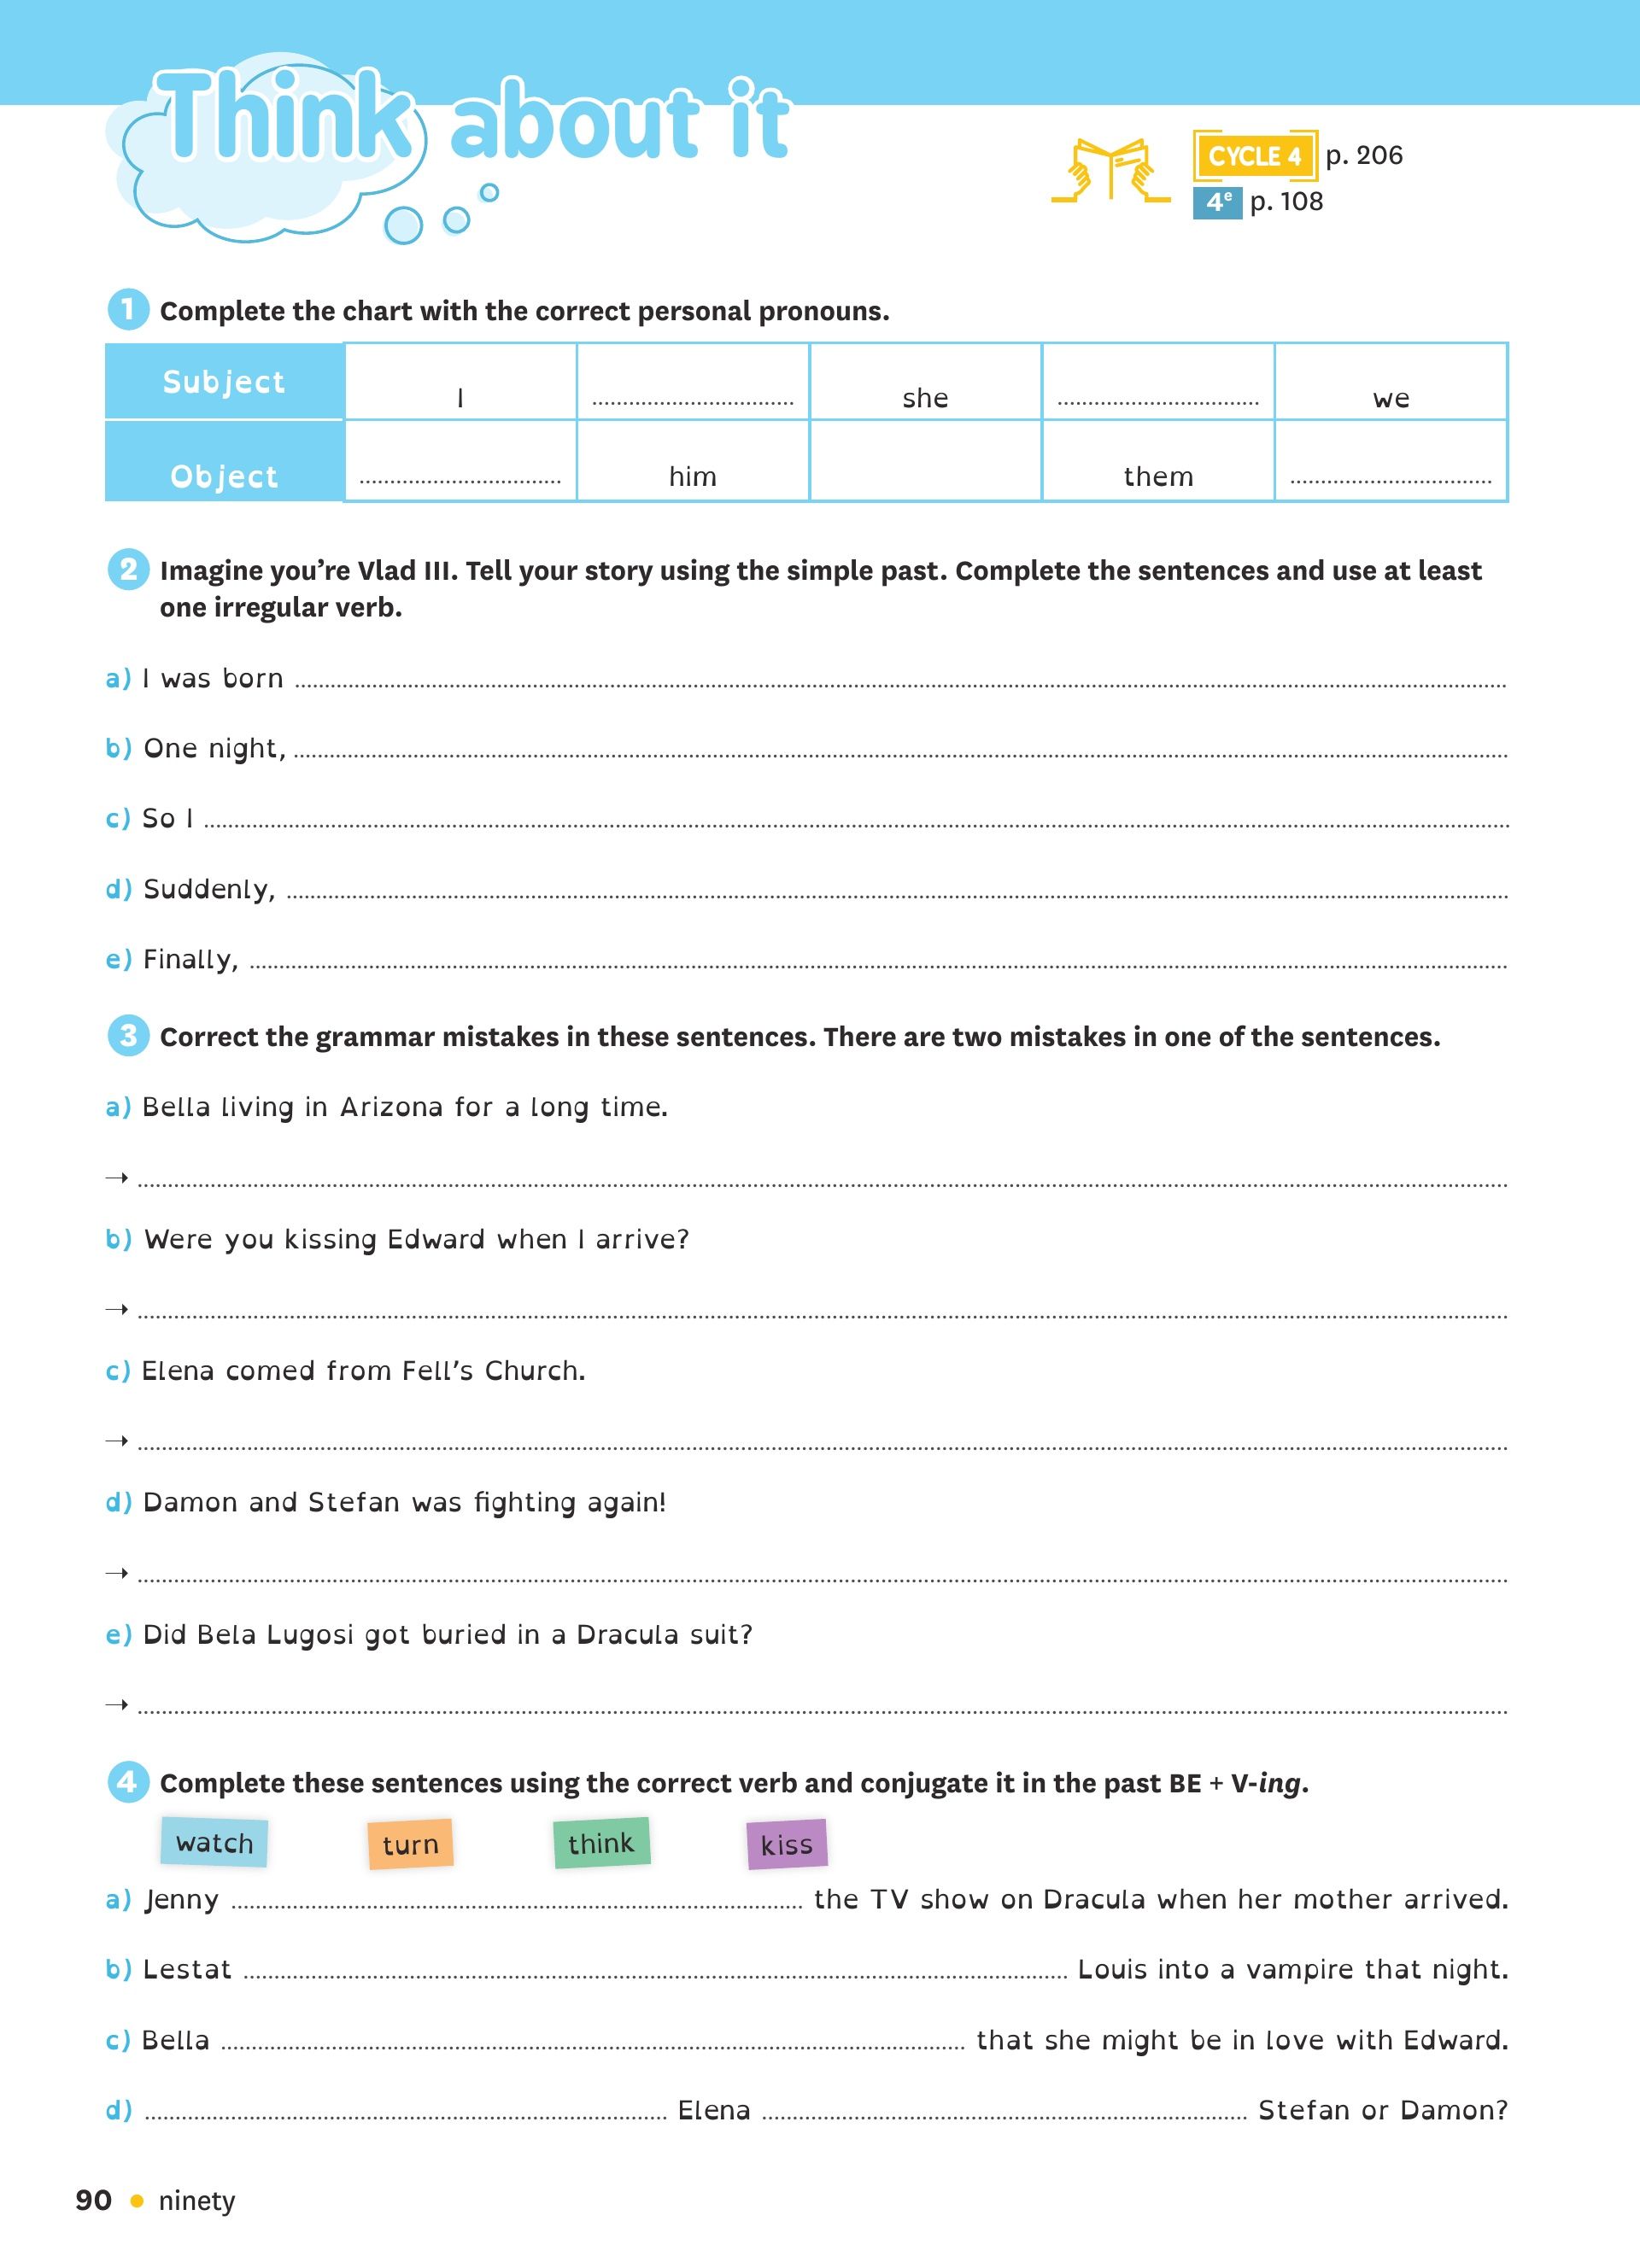 Think about it
CYCLE 4 p. 206
4e p. 108
1 Complete the chart with the correct personal pronouns.
Subject I ........ she ........ we
Object ........ him them ........
2 Imagine you’re Vlad III. Tell your story using the simple past. Complete the sentences and use at least
one irregular verb.
a) I was born ........
b) One night, ........
c) So I ........
d) Suddenly, ........
e) Finally, ........
3 Correct the grammar mistakes in these sentences. There are two mistakes in one of the sentences.
a) Bella living in Arizona for a long time.
→ ........
b) Were you kissing Edward when I arrive?
→ ........
c) Elena comed from Fell’s Church.
→ ........
d) Damon and Stefan was fighting again!
→ ........
e) Did Bela Lugosi got buried in a Dracula suit?
→ ........
4 Complete these sentences using the correct verb and conjugate it in the past BE + V-ing.
watch turn think kiss
a) Jenny ........ the TV show on Dracula when her mother arrived.
b) Lestat ........ Louis into a vampire that night.
c) Bella ........ that she might be in love with Edward.
d) ........ Elena ........ Stefan or Damon?
90 • ninety